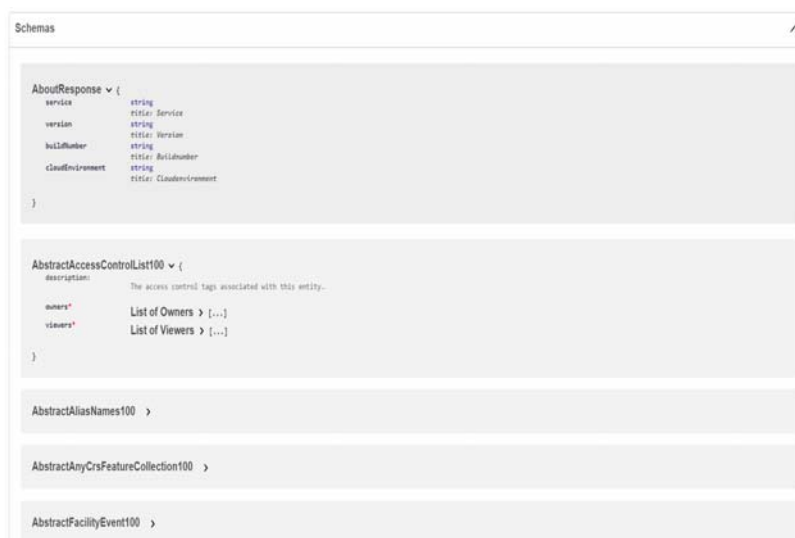 Schemas
AboutResponse {
service string
title: Service
version string
title: Version
buildNumber string
title: Buildnumber
cloudEnvironment string
title: Cloudenvironment
}
AbstractAccessControlList100 {
description:
The access control tags associated with this entity.
owners* List of Owners > [...]
viewers* List of Viewers > [...]
}
AbstractAliasNames100 >
AbstractAnyCrsFeatureCollection100 >
AbstractFacilityEvent100 >